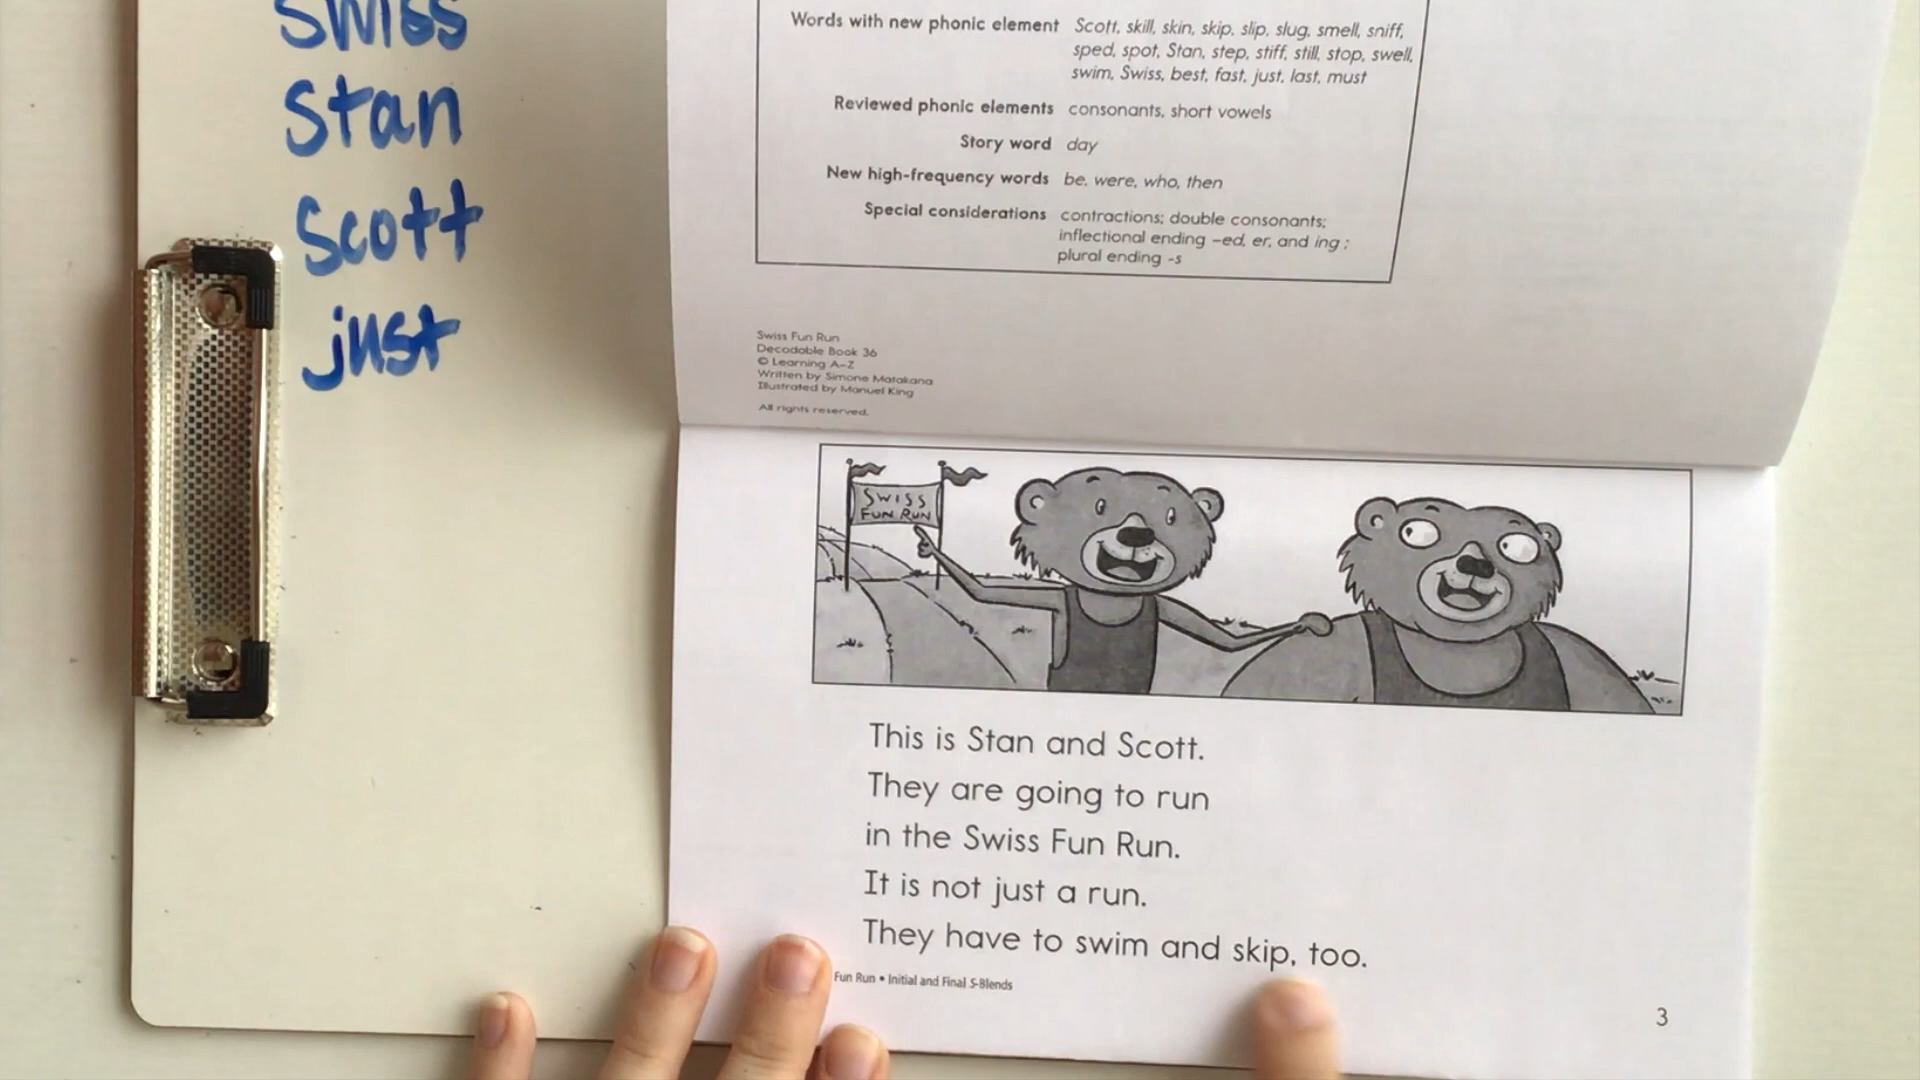 Swiss
Stan
Scott
just
Words with new phonic element Scott, skill, skin, skip, slip, slug, smell, sniff,
sped, spot, Stan, step, stiff, still, stop, swell,
swim, Swiss, best, fast, just, last, must
Reviewed phonic elements consonants, short vowels
Story word day
New high-frequency words be, were, who, then
Special considerations contractions; double consonants;
inflectional ending –ed, er, and ing ;
plural ending -s
Swiss Fun Run
Decodable Book 36
© Learning A–Z
Written by Simone Matakana
Illustrated by Manuel King
All rights reserved.
SWISS
FUN RUN
This is Stan and Scott.
They are going to run
in the Swiss Fun Run.
It is not just a run.
They have to swim and skip, too.
Fun Run • Initial and Final S-Blends
3